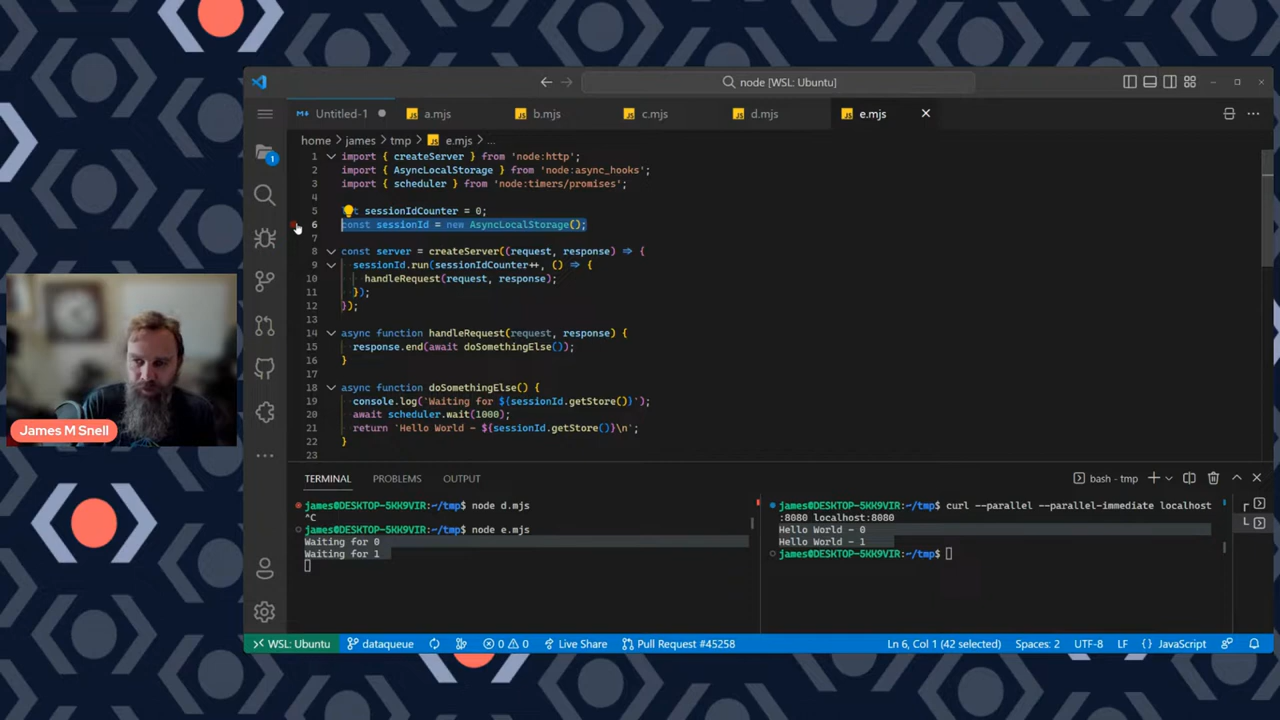 node [WSL: Ubuntu]
Untitled-1
a.mjs
b.mjs
c.mjs
d.mjs
e.mjs
home > james > tmp > JS e.mjs > ...
1 import { createServer } from 'node:http';
2 import { AsyncLocalStorage } from 'node:async_hooks';
3 import { scheduler } from 'node:timers/promises';
4
5 sessionIdCounter = 0;
6 const sessionId = new AsyncLocalStorage();
7
8 const server = createServer((request, response) => {
9 sessionId.run(sessionIdCounter++, () => {
10 handleRequest(request, response);
11 });
12 });
13
14 async function handleRequest(request, response) {
15 response.end(await doSomethingElse());
16 }
17
18 async function doSomethingElse() {
19 console.log(`Waiting for ${sessionId.getStore()}`);
20 await scheduler.wait(1000);
21 return `Hello World - ${sessionId.getStore()}\n`;
22 }
23
1
James M Snell
TERMINAL PROBLEMS OUTPUT
bash - tmp
james@DESKTOP-5KK9VIR:~/tmp$ node d.mjs
^C
james@DESKTOP-5KK9VIR:~/tmp$ node e.mjs
Waiting for 0
Waiting for 1
james@DESKTOP-5KK9VIR:~/tmp$ curl --parallel --parallel-immediate localhost
:8080 localhost:8080
Hello World - 0
Hello World - 1
james@DESKTOP-5KK9VIR:~/tmp$
WSL: Ubuntu dataqueue 0 0 Live Share Pull Request #45258 Ln 6, Col 1 (42 selected) Spaces: 2 UTF-8 LF {} JavaScript